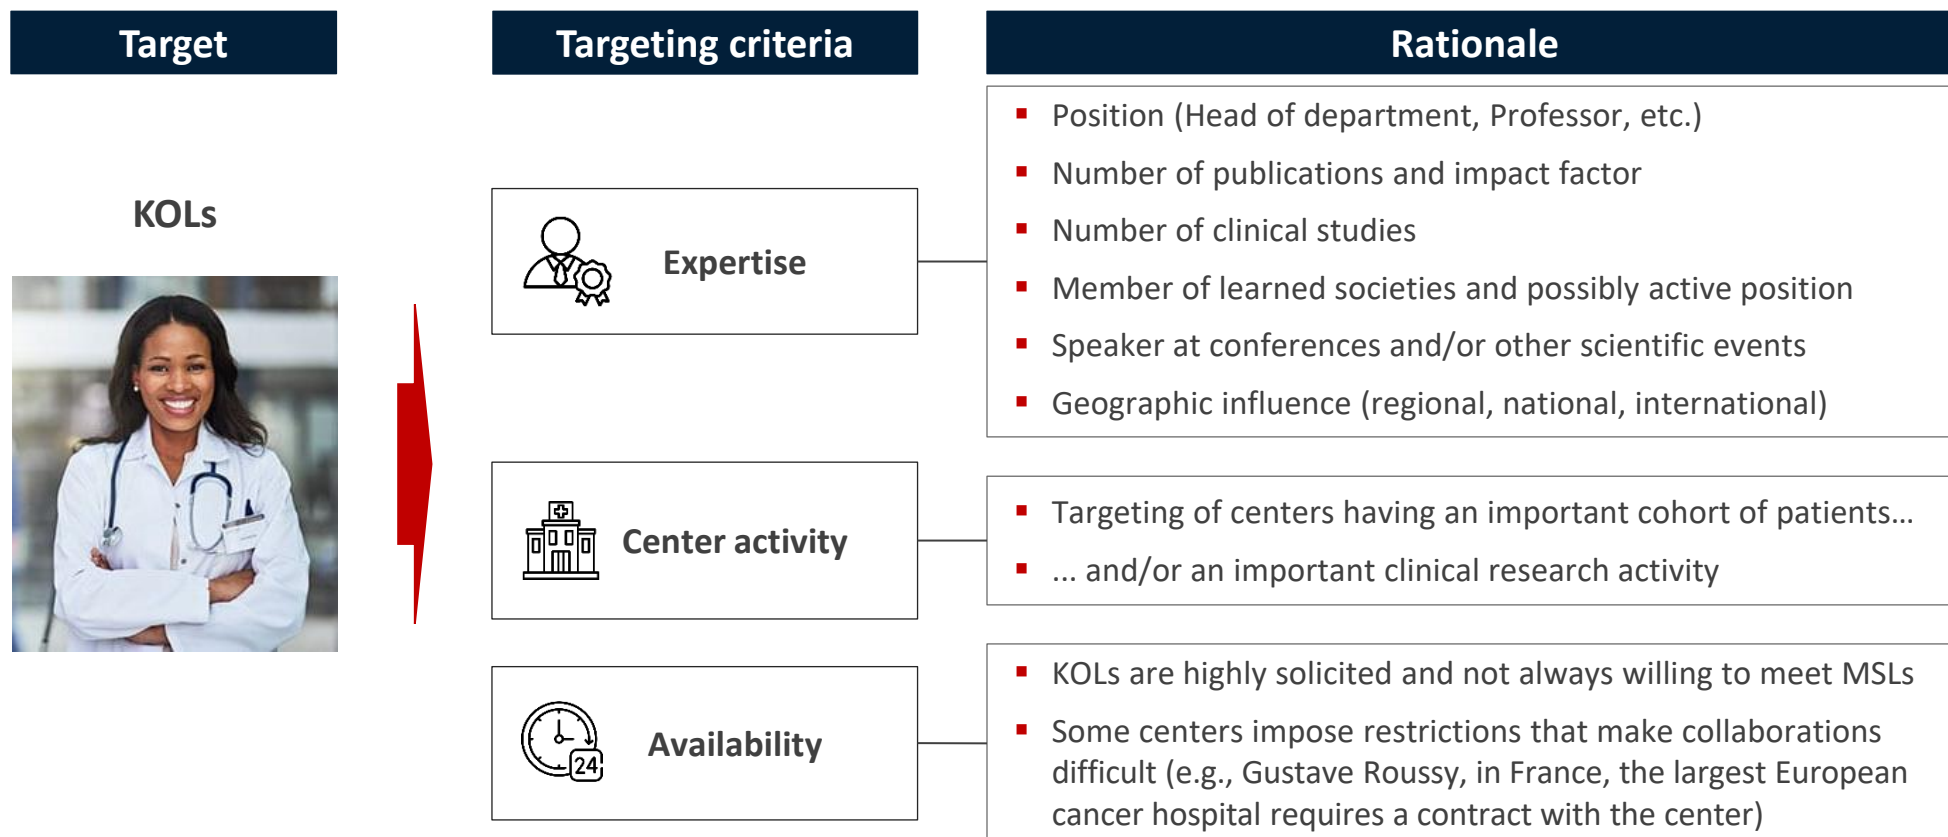 Target
Targeting criteria
Rationale
KOLs
Expertise
▪ Position (Head of department, Professor, etc.)
▪ Number of publications and impact factor
▪ Number of clinical studies
▪ Member of learned societies and possibly active position
▪ Speaker at conferences and/or other scientific events
▪ Geographic influence (regional, national, international)
Center activity
▪ Targeting of centers having an important cohort of patients…
▪ ... and/or an important clinical research activity
24
Availability
▪ KOLs are highly solicited and not always willing to meet MSLs
▪ Some centers impose restrictions that make collaborations
difficult (e.g., Gustave Roussy, in France, the largest European
cancer hospital requires a contract with the center)